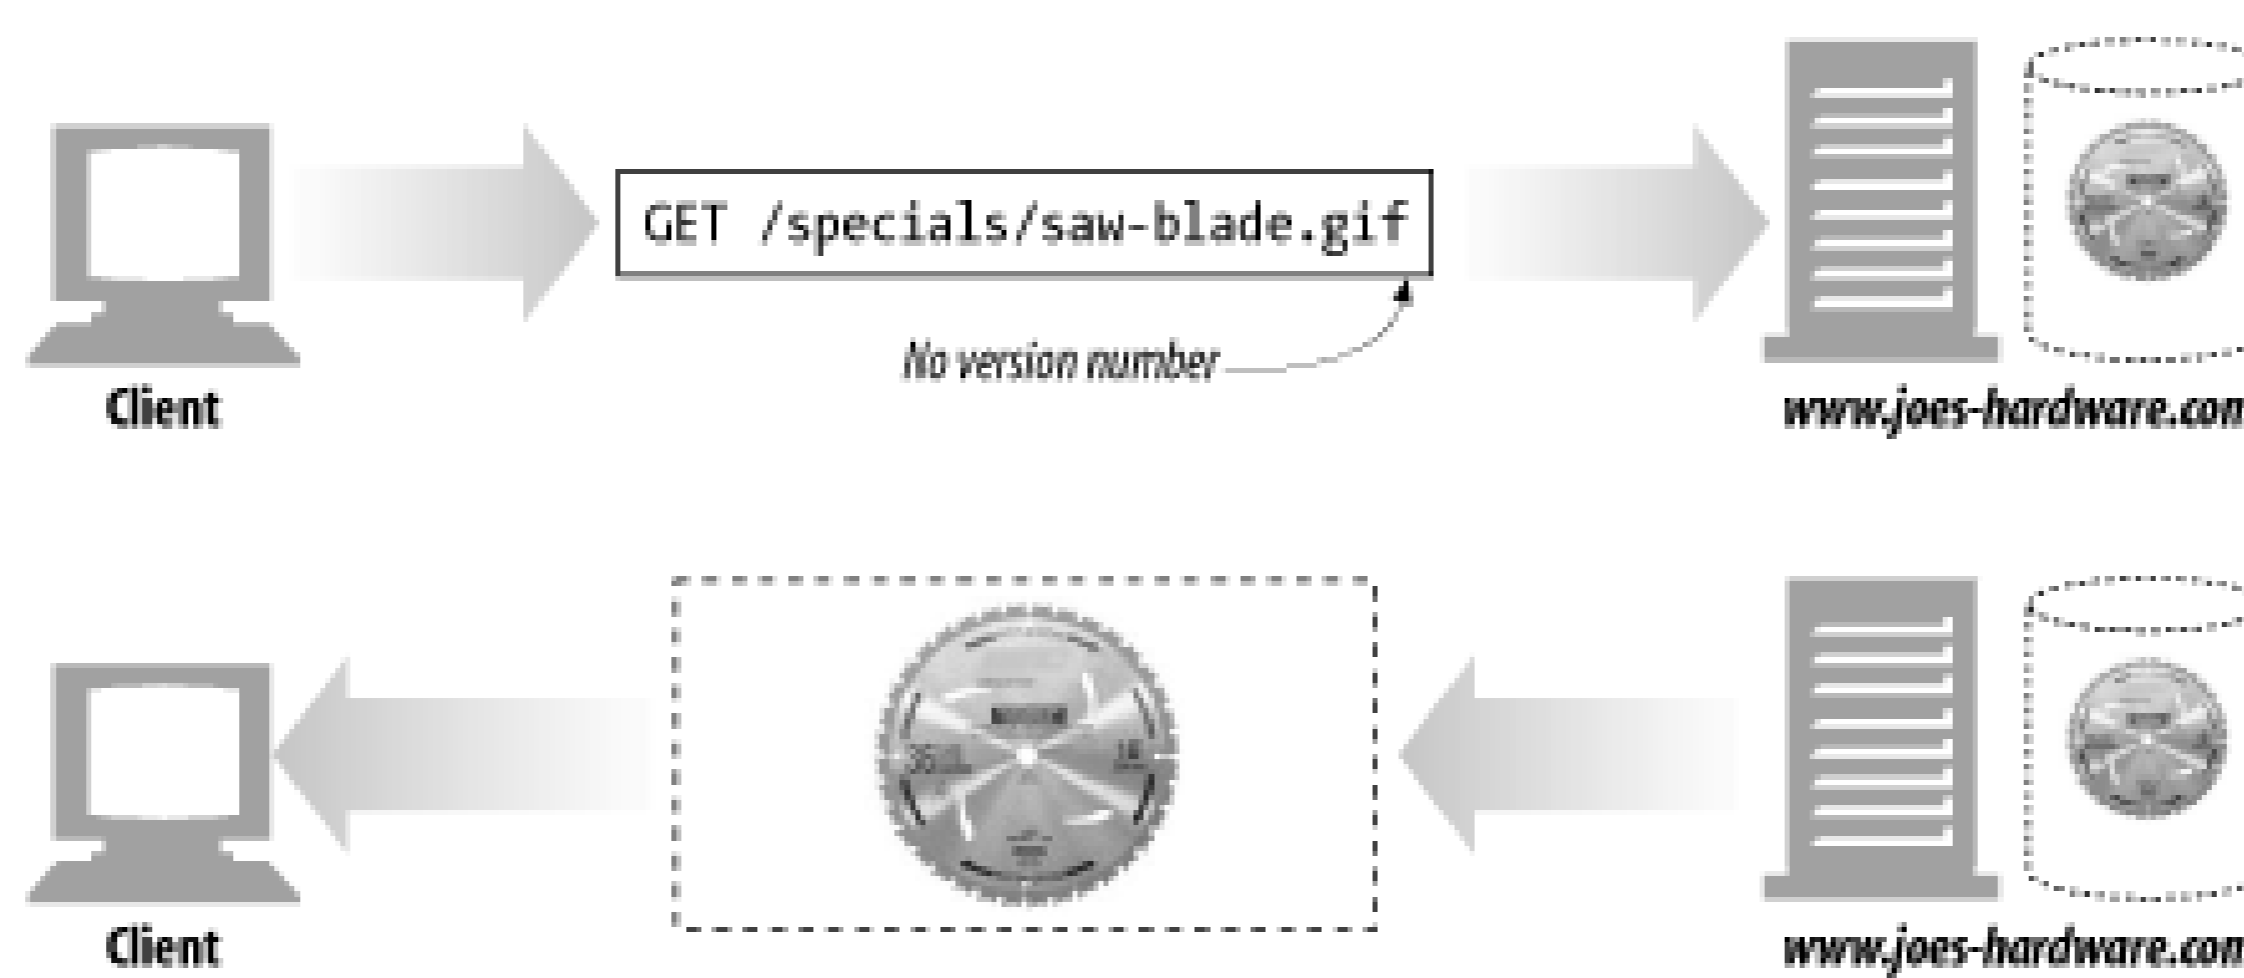 GET /specials/saw-blade.gif
No version number
Client
www.joes-hardware.com
Client
www.joes-hardware.com